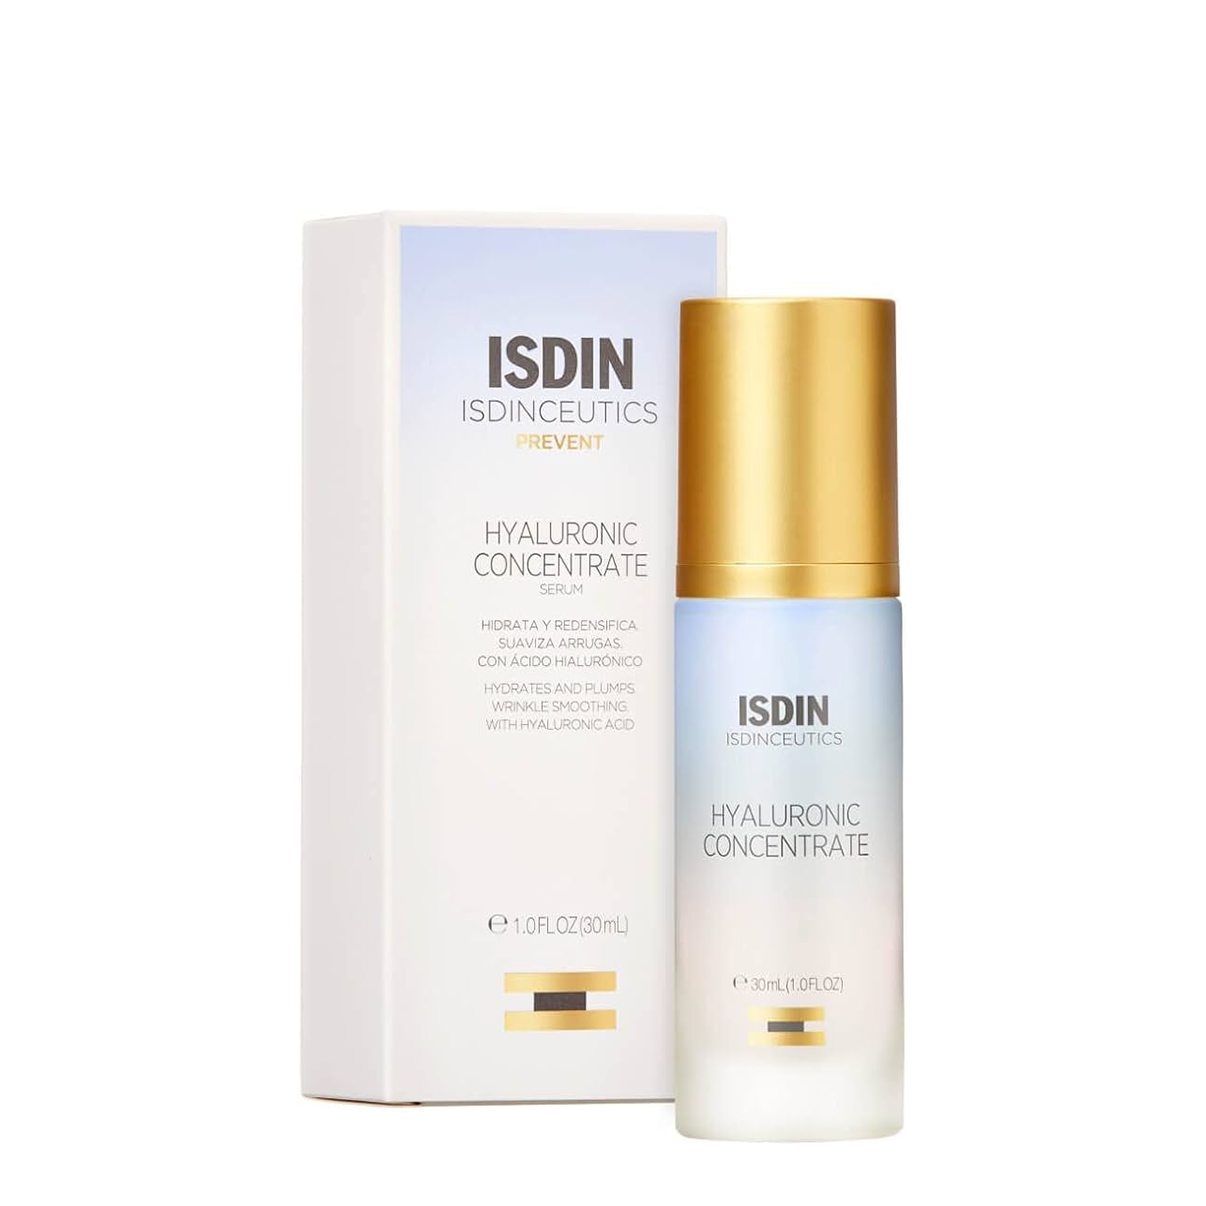 ISDIN
ISDINCEUTICS
PREVENT
HYALURONIC
CONCENTRATE
SERUM
HIDRATA Y REDENSIFICA.
SUAVIZA ARRUGAS.
CON ÁCIDO HIALURÓNICO
HYDRATES AND PLUMPS.
WRINKLE SMOOTHING.
WITH HYALURONIC ACID
℮ 1.0 FL OZ (30 mL)
ISDIN
ISDINCEUTICS
HYALURONIC
CONCENTRATE
℮ 30 mL (1.0 FL OZ)